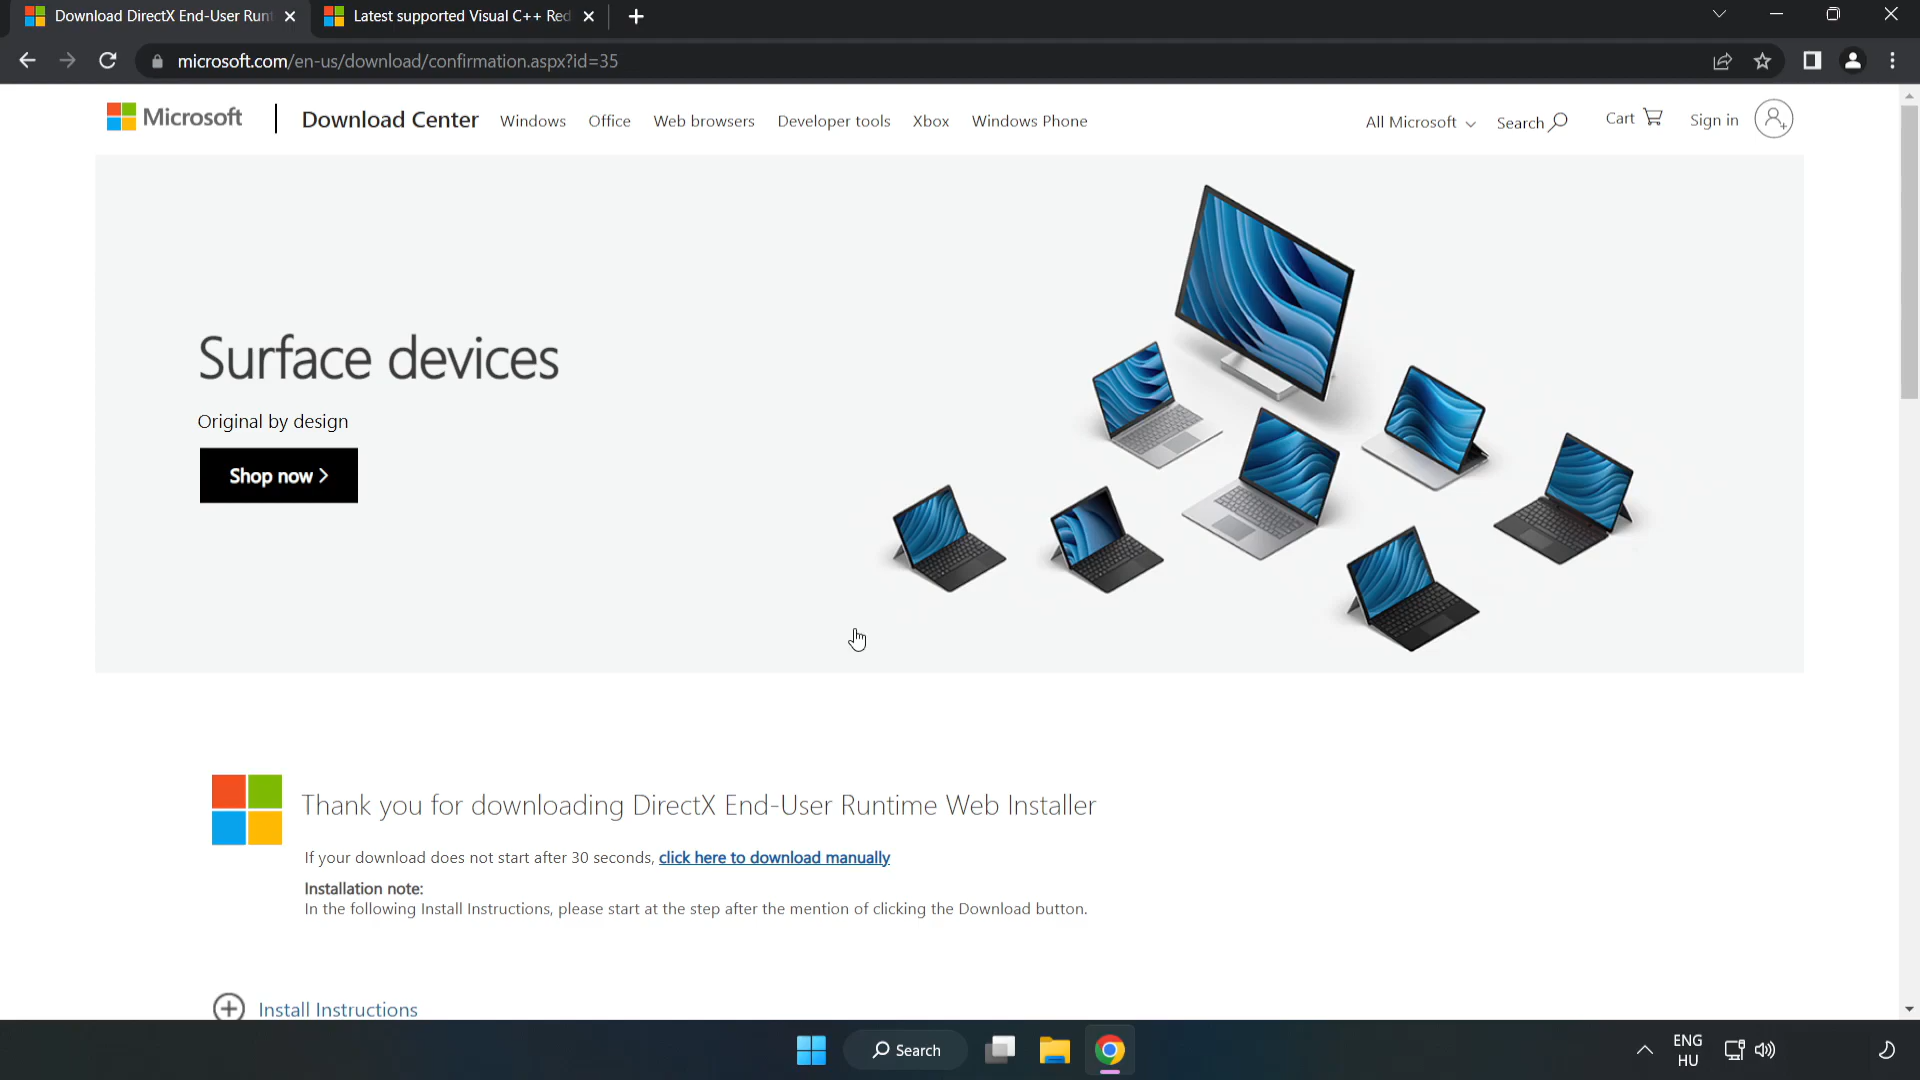 Download DirectX End-User Runt
Latest supported Visual C++ Red
microsoft.com/en-us/download/confirmation.aspx?id=35
Microsoft
Download Center
Windows
Office
Web browsers
Developer tools
Xbox
Windows Phone
All Microsoft
Search
Cart
Sign in
Surface devices
Original by design
Shop now
Thank you for downloading DirectX End-User Runtime Web Installer
If your download does not start after 30 seconds, click here to download manually
Installation note:
In the following Install Instructions, please start at the step after the mention of clicking the Download button.
Install Instructions
Search
ENG
HU